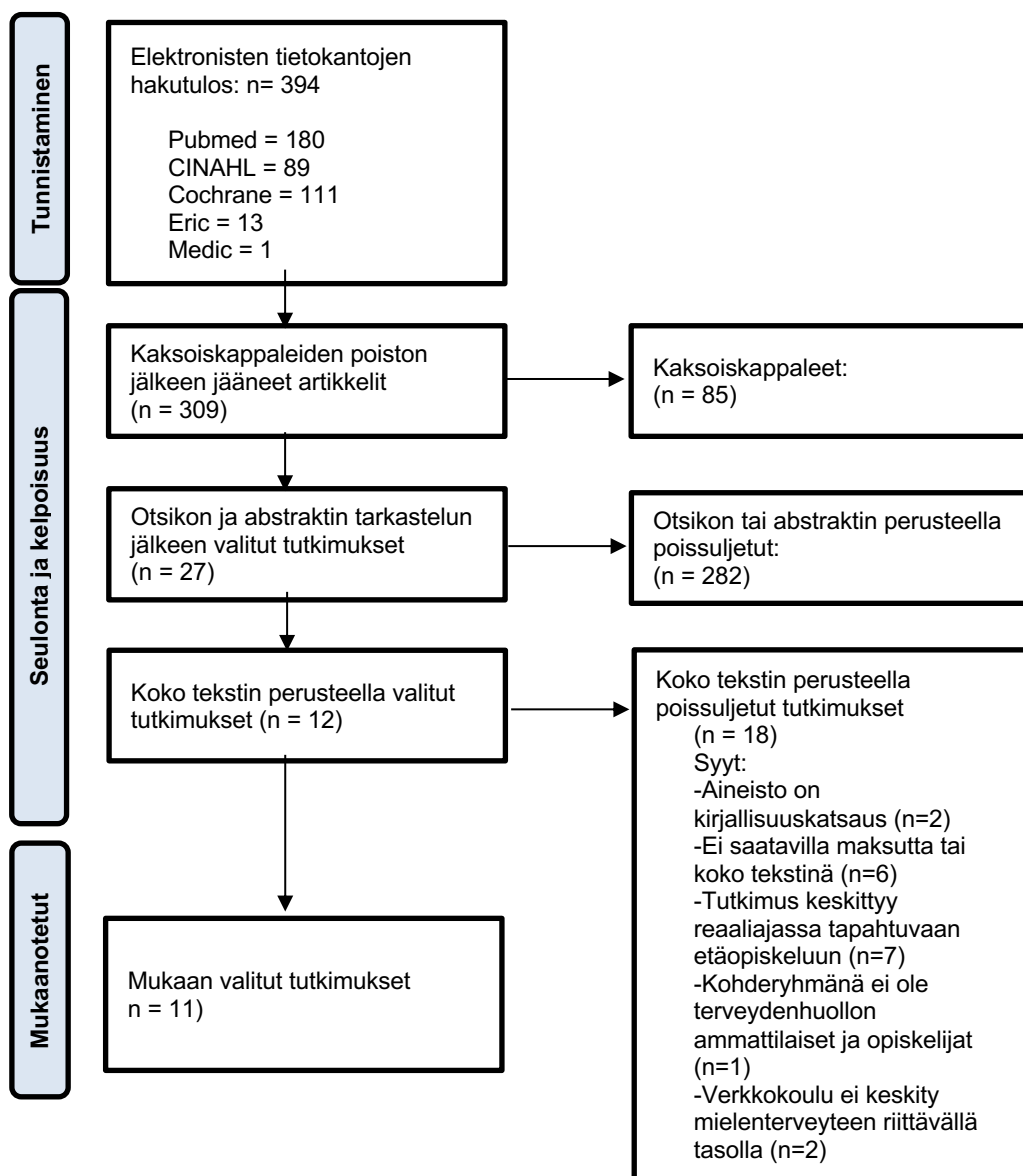 Tunnistaminen
Elektronisten tietokantojen
hakutulos: n= 394
Pubmed = 180
CINAHL = 89
Cochrane = 111
Eric = 13
Medic = 1
Seulonta ja kelpoisuus
Kaksoiskappaleiden poiston
jälkeen jääneet artikkelit
(n = 309)
Kaksoiskappaleet:
(n = 85)
Otsikon ja abstraktin tarkastelun
jälkeen valitut tutkimukset
(n = 27)
Otsikon tai abstraktin perusteella
poissuljetut:
(n = 282)
Koko tekstin perusteella valitut
tutkimukset (n = 12)
Koko tekstin perusteella
poissuljetut tutkimukset
(n = 18)
Syyt:
-Aineisto on
kirjallisuuskatsaus (n=2)
-Ei saatavilla maksutta tai
koko tekstinä (n=6)
-Tutkimus keskittyy
reaaliajassa tapahtuvaan
etäopiskeluun (n=7)
-Kohderyhmänä ei ole
terveydenhuollon
ammattilaiset ja opiskelijat
(n=1)
-Verkkokoulu ei keskity
mielenterveyteen riittävällä
tasolla (n=2)
Mukaanotetut
Mukaan valitut tutkimukset
n = 11)